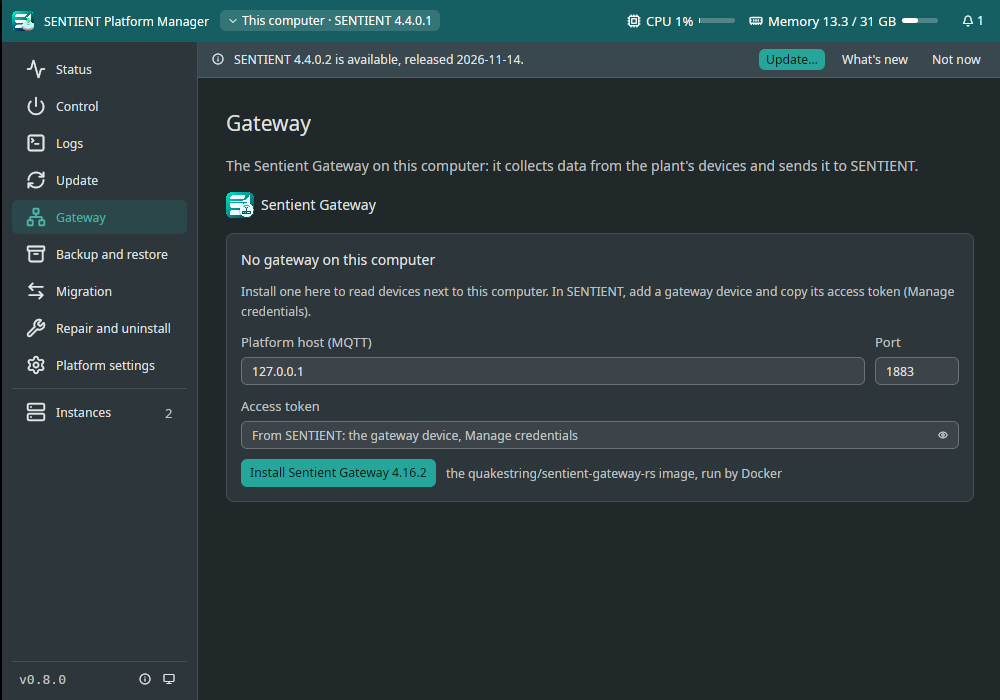 SENTIENT Platform Manager
This computer · SENTIENT 4.4.0.1
CPU 1%
Memory 13.3 / 31 GB
1
SENTIENT 4.4.0.2 is available, released 2026-11-14.
Update...
What's new
Not now
Status
Control
Logs
Update
Gateway
Backup and restore
Migration
Repair and uninstall
Platform settings
Instances 2
v0.8.0
Gateway
The Sentient Gateway on this computer: it collects data from the plant's devices and sends it to SENTIENT.
Sentient Gateway
No gateway on this computer
Install one here to read devices next to this computer. In SENTIENT, add a gateway device and copy its access token (Manage
credentials).
Platform host (MQTT)
Port
127.0.0.1
1883
Access token
From SENTIENT: the gateway device, Manage credentials
Install Sentient Gateway 4.16.2
the quakestring/sentient-gateway-rs image, run by Docker